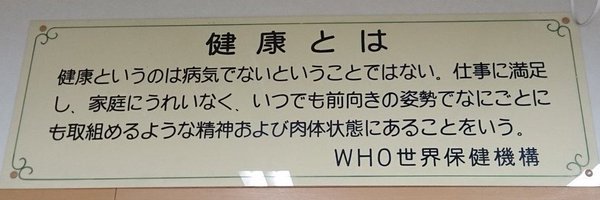 健康とは
健康というのは病気でないということではない。仕事に満足
し、家庭にうれいなく、いつでも前向きの姿勢でなにごとに
も取組めるような精神および肉体状態にあることをいう。
WHO世界保健機構